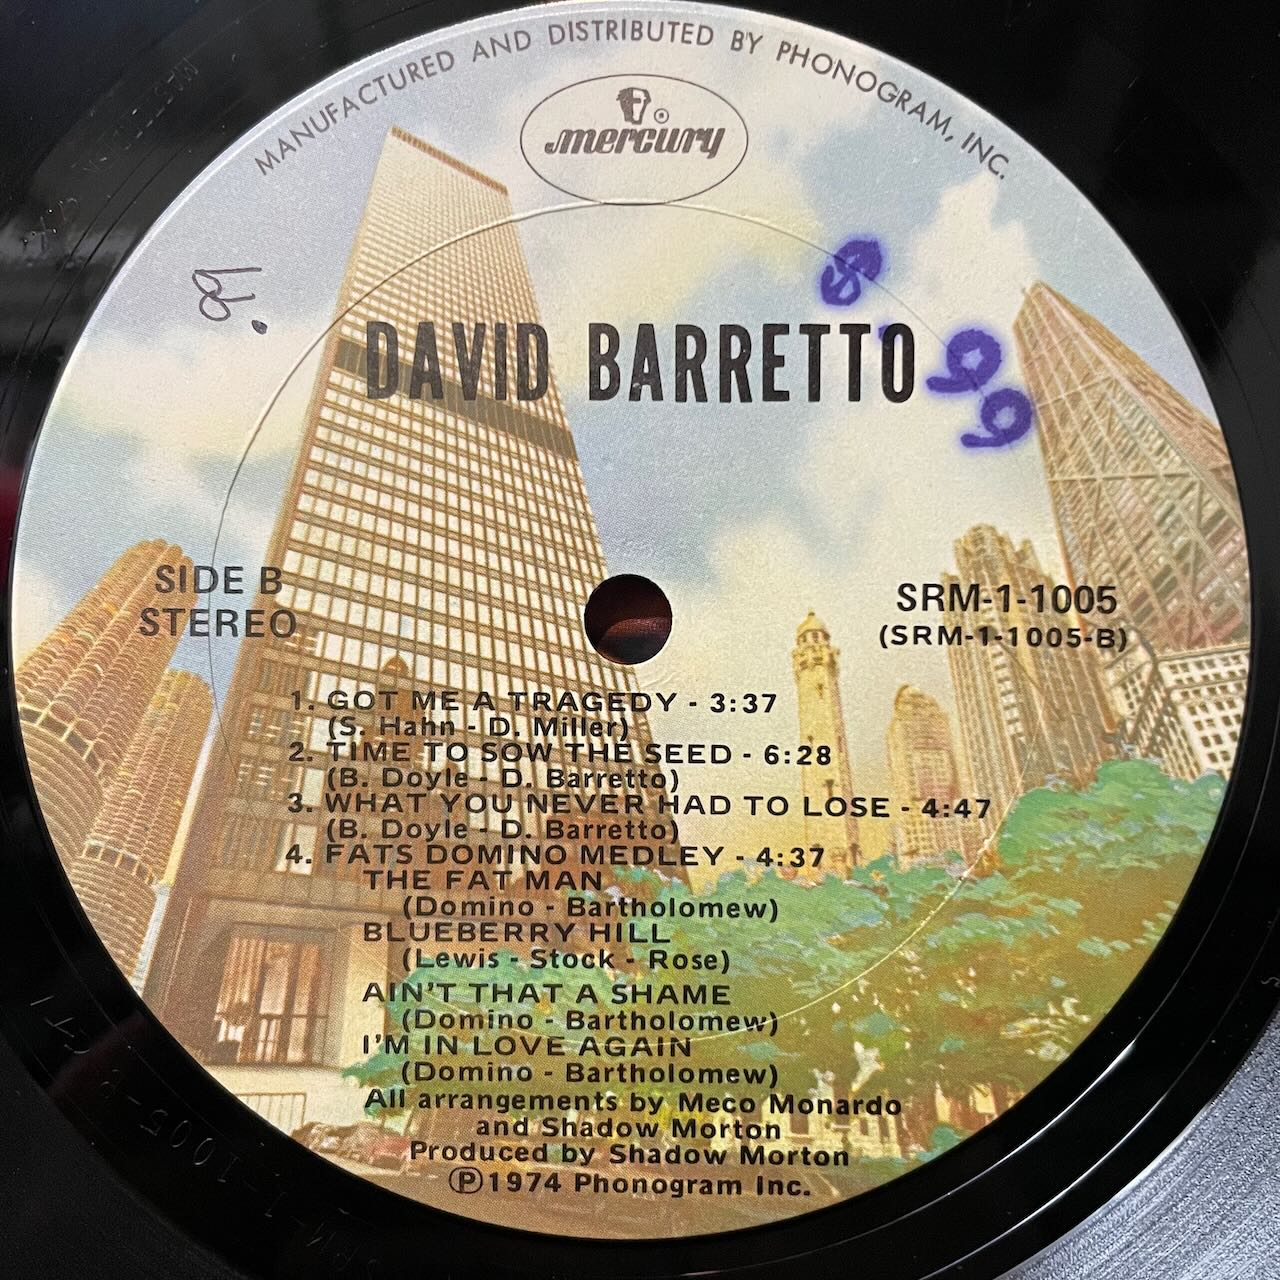 MANUFACTURED AND DISTRIBUTED BY PHONOGRAM, INC.
mercury
®
8.
8.99
DAVID BARRETTO
SIDE B
STEREO
SRM-1-1005
(SRM-1-1005-B)
1. GOT ME A TRAGEDY - 3:37
(S. Hahn - D. Miller)
2. TIME TO SOW THE SEED - 6:28
(B. Doyle - D. Barretto)
3. WHAT YOU NEVER HAD TO LOSE - 4:47
(B. Doyle - D. Barretto)
4. FATS DOMINO MEDLEY - 4:37
THE FAT MAN
(Domino - Bartholomew)
BLUEBERRY HILL
(Lewis - Stock - Rose)
AIN'T THAT A SHAME
(Domino - Bartholomew)
I'M IN LOVE AGAIN
(Domino - Bartholomew)
All arrangements by Meco Monardo
and Shadow Morton
Produced by Shadow Morton
Ⓟ1974 Phonogram Inc.